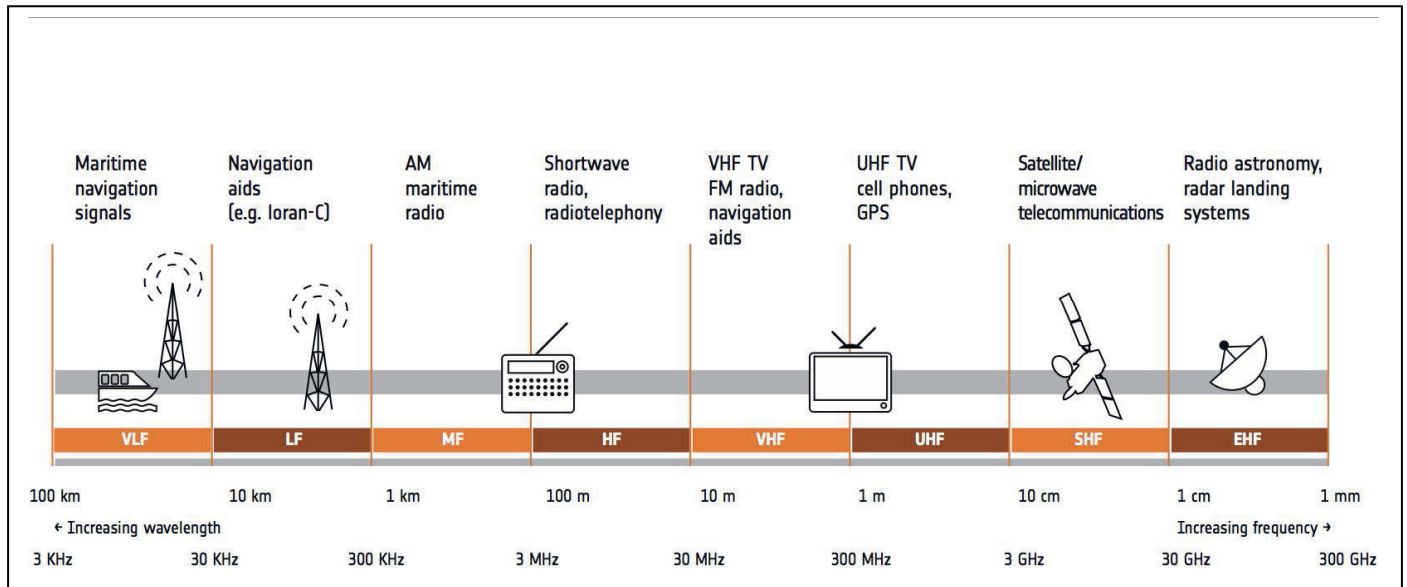 Maritime
navigation
signals
Navigation
aids
(e.g. loran-C)
AM
maritime
radio
Shortwave
radio,
radiotelephony
VHF TV
FM radio,
navigation
aids
UHF TV
cell phones,
GPS
Satellite/
microwave
telecommunications
Radio astronomy,
radar landing
systems
VLF LF MF HF VHF UHF SHF EHF
100 km 10 km 1 km 100 m 10 m 1 m 10 cm 1 cm 1 mm
← Increasing wavelength Increasing frequency →
3 KHz 30 KHz 300 KHz 3 MHz 30 MHz 300 MHz 3 GHz 30 GHz 300 GHz